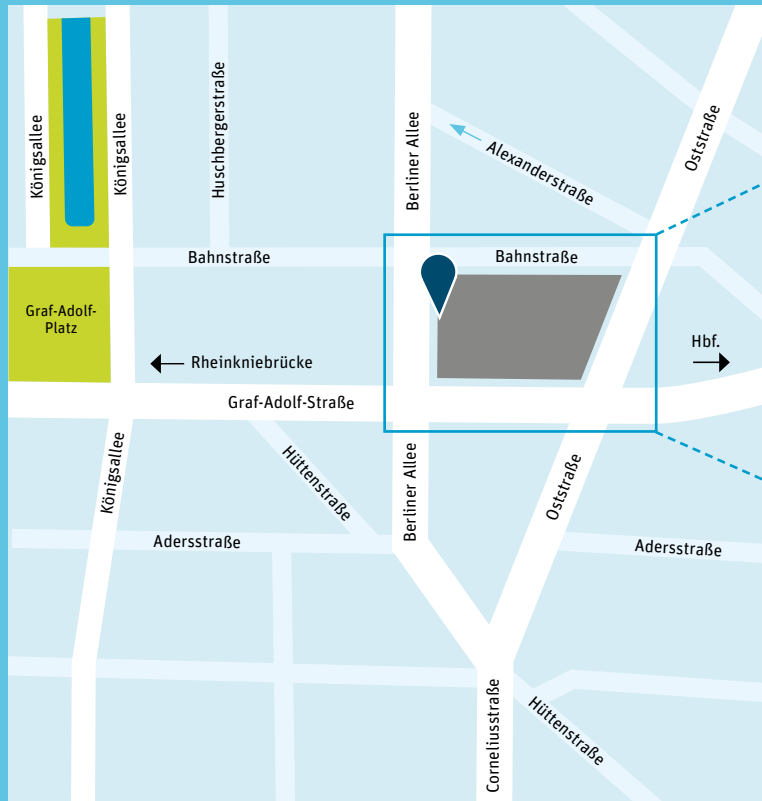 Königsallee
Königsallee
Huschbergerstraße
Berliner Allee
Alexanderstraße
Oststraße
Bahnstraße
Bahnstraße
Graf-Adolf-
Platz
Rheinkniebrücke
Hbf.
Graf-Adolf-Straße
Königsallee
Hüttenstraße
Berliner Allee
Oststraße
Adersstraße
Adersstraße
Corneliusstraße
Hüttenstraße